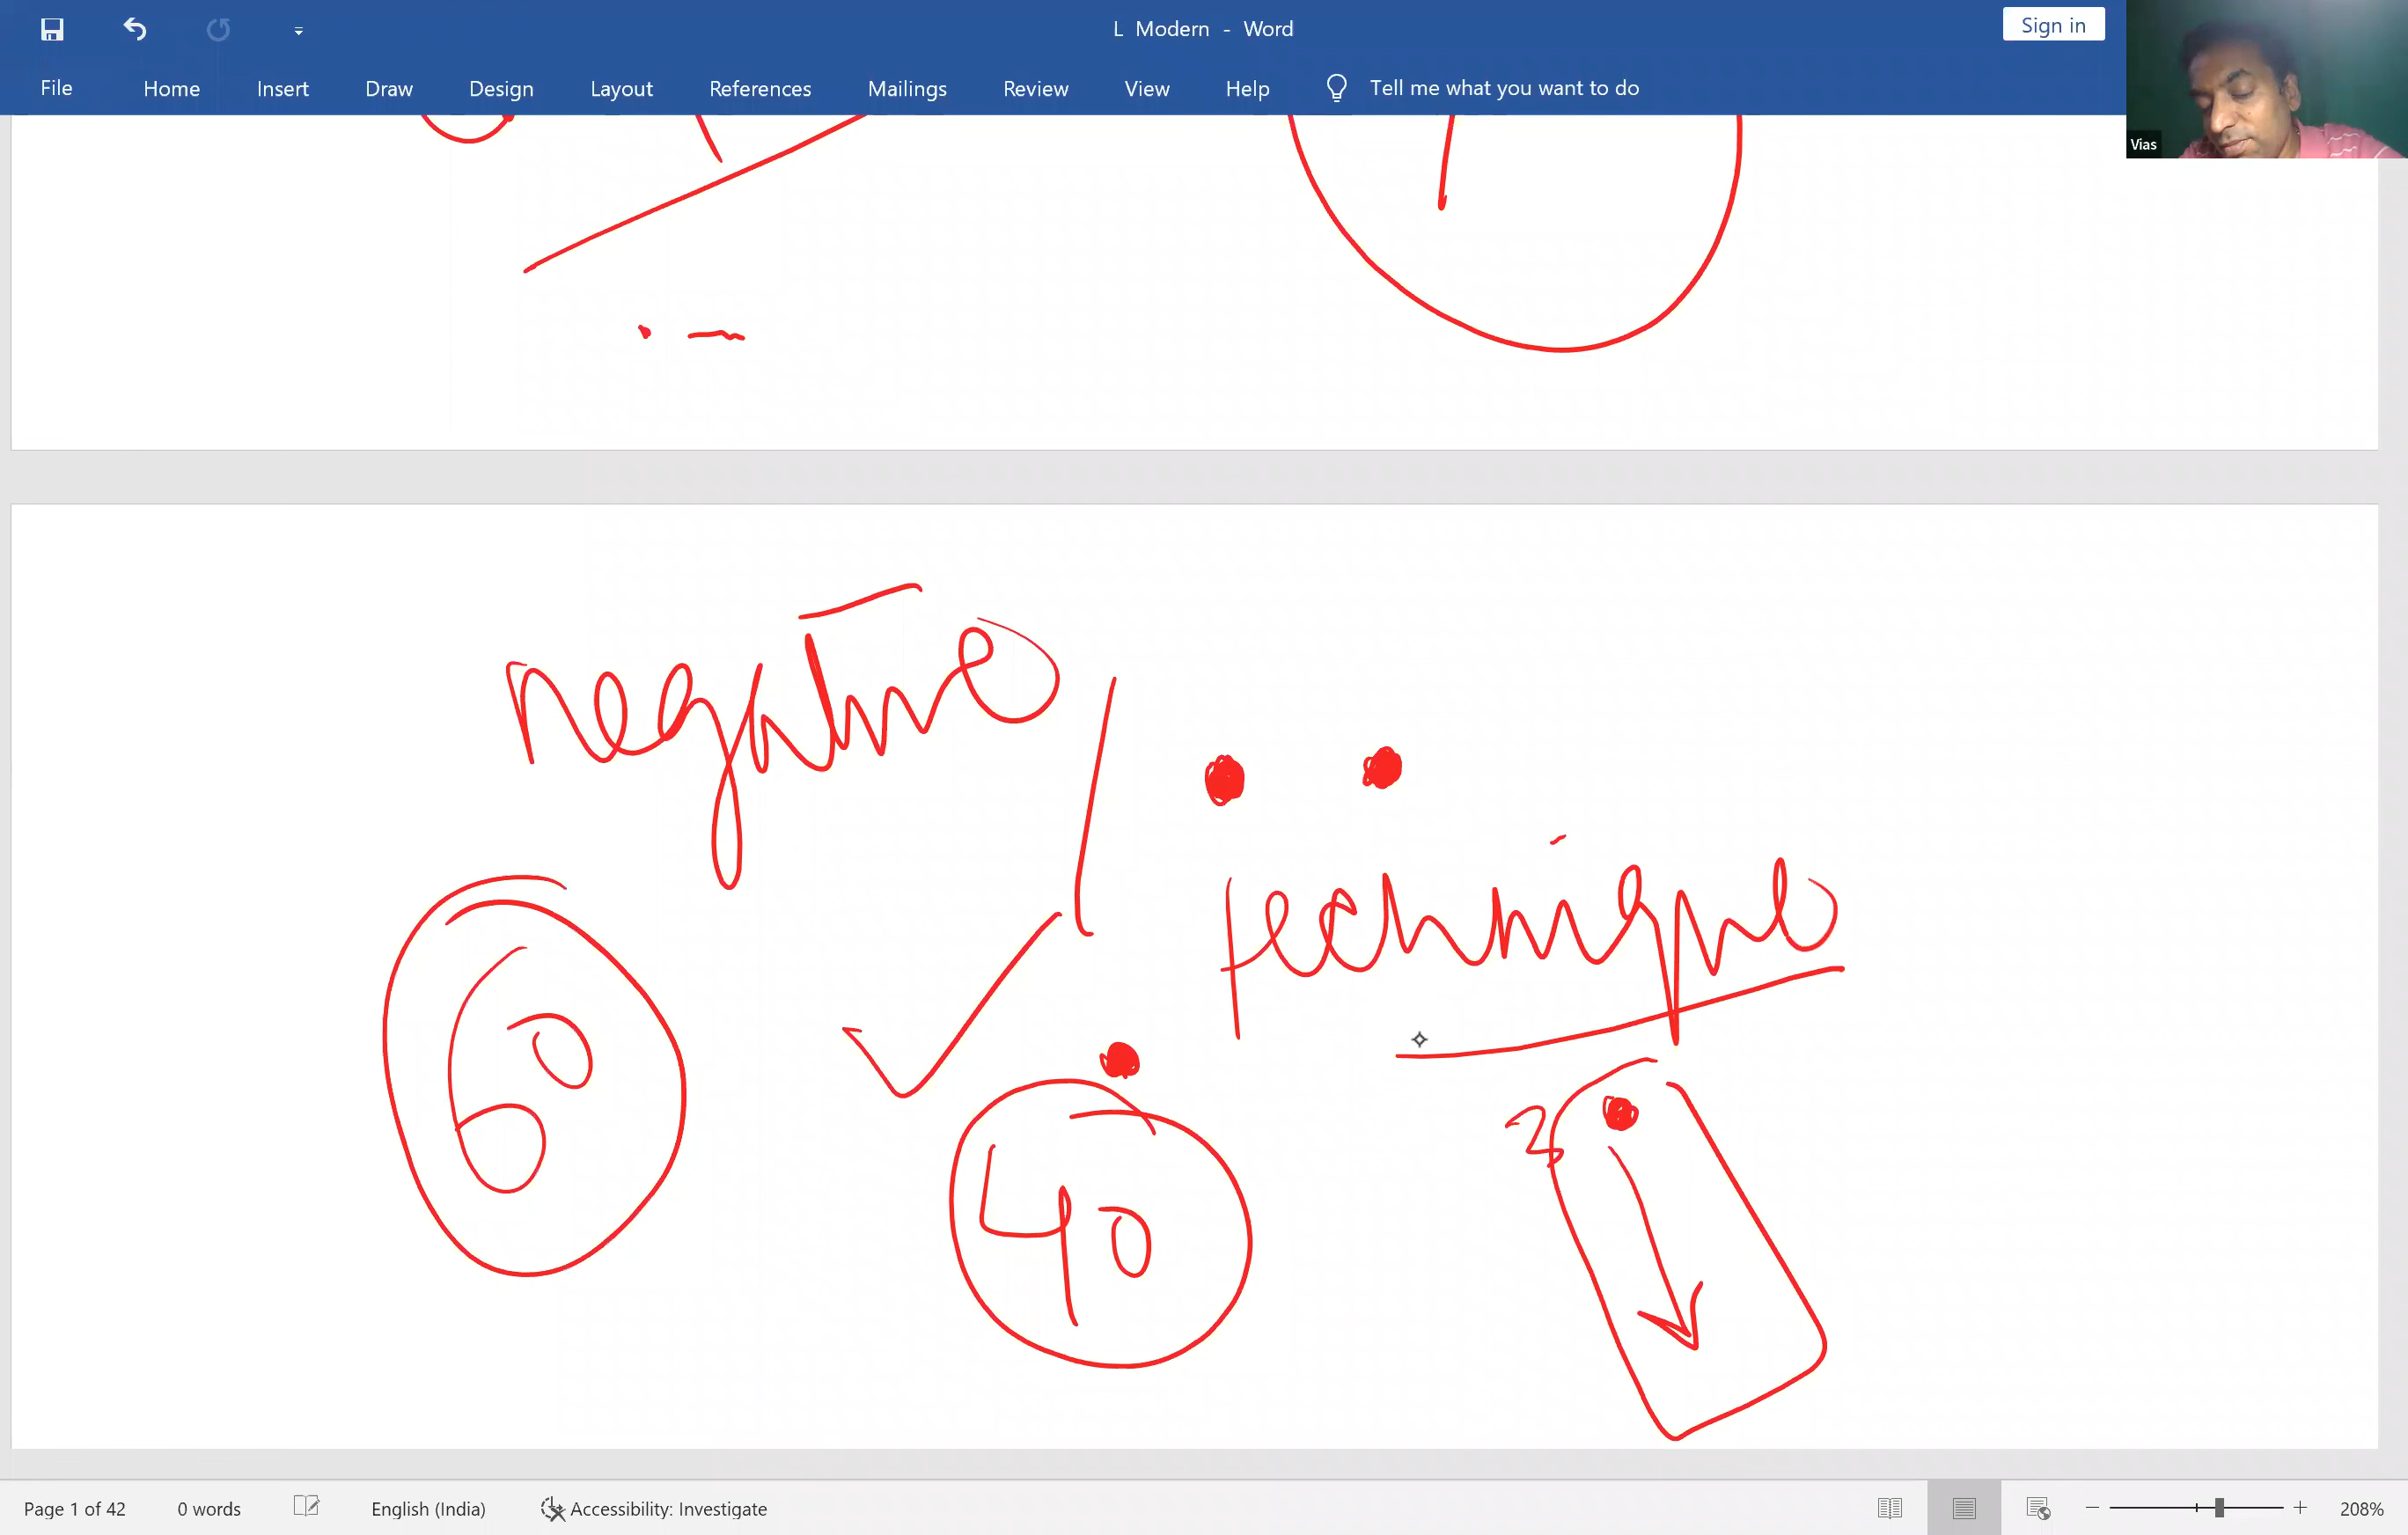 L Modern - Word
Sign in
File Home Insert Draw Design Layout References Mailings Review View Help Tell me what you want to do
Vias
negative
technique
60
40
2
Page 1 of 42 0 words English (India) Accessibility: Investigate 208%